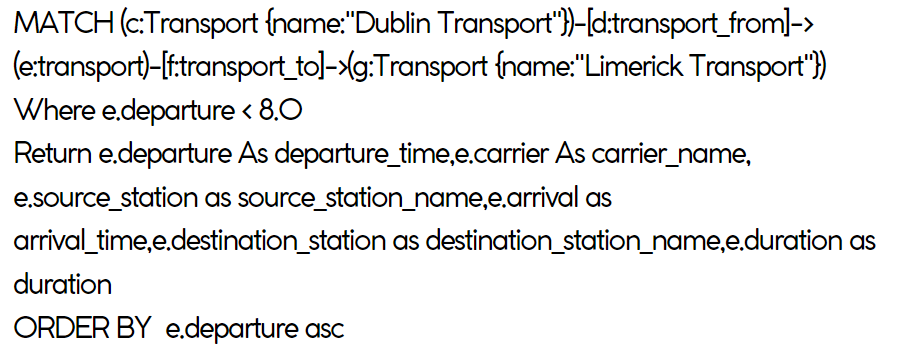 MATCH (c:Transport {name:"Dublin Transport"})-[d:transport_from]->
(e:transport)-[f:transport_to]->(g:Transport {name:"Limerick Transport"})
Where e.departure < 8.0
Return e.departure As departure_time,e.carrier As carrier_name,
e.source_station as source_station_name,e.arrival as
arrival_time,e.destination_station as destination_station_name,e.duration as
duration
ORDER BY  e.departure asc